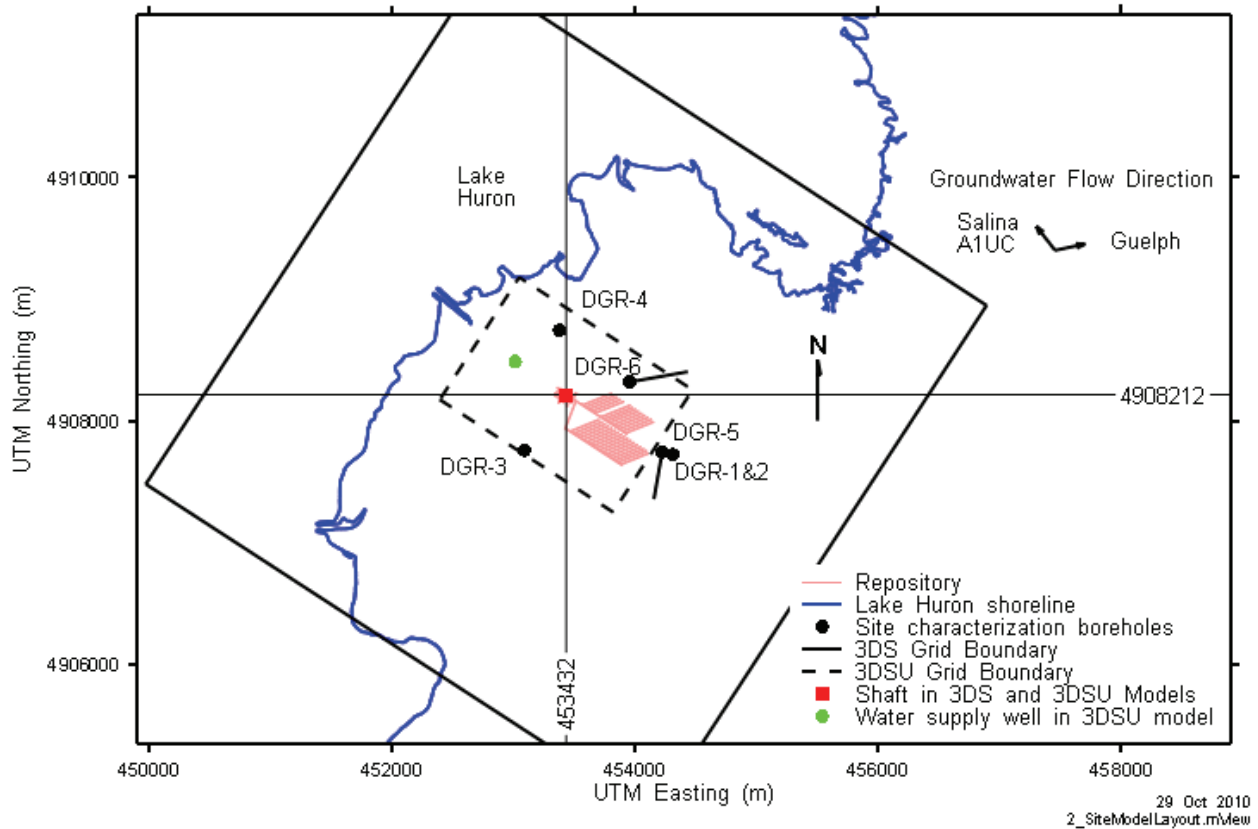 4910000
4908000
4906000
UTM Northing (m)
Lake
Huron
Groundwater Flow Direction
Salina
A1UC
Guelph
DGR-4
DGR-6
N
4908212
DGR-5
DGR-3
DGR-1&2
453432
Repository
Lake Huron shoreline
Site characterization boreholes
3DS Grid Boundary
3DSU Grid Boundary
Shaft in 3DS and 3DSU Models
Water supply well in 3DSU model
450000
452000
454000
456000
458000
UTM Easting (m)
29 Oct 2010
2_SiteModelLayout.mView